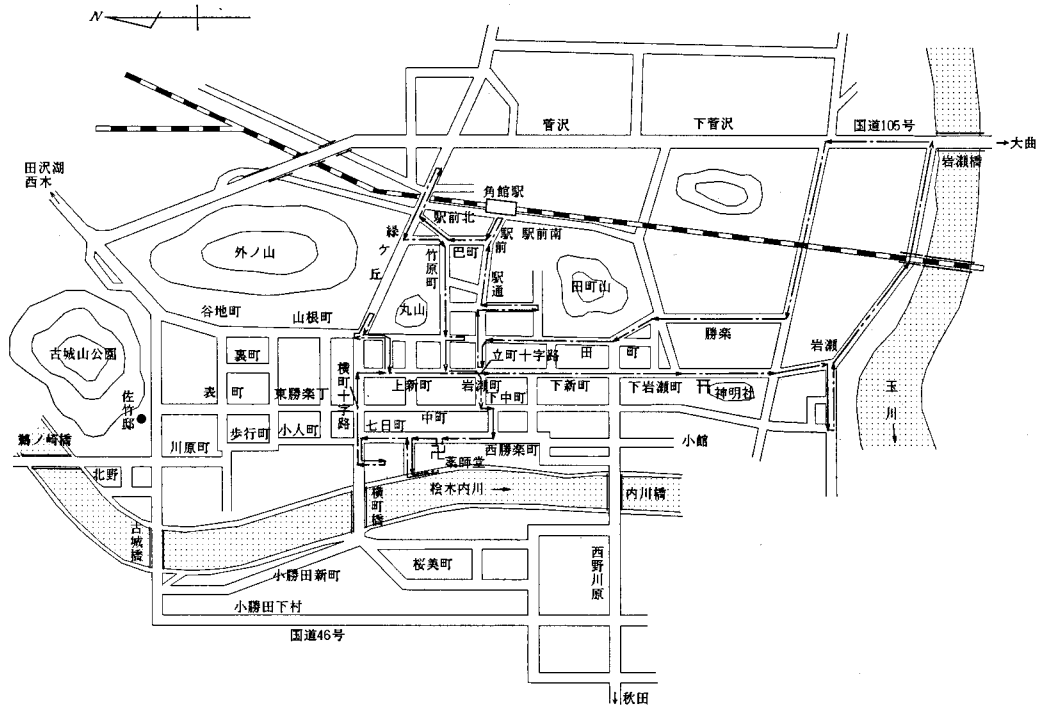 N
菅沢
下菅沢
国道105号
→大曲
岩瀬橋
田沢湖
西木
角館駅
駅前北
駅前
駅前南
緑ヶ丘
竹原町
巴町
駅通
外ノ山
田町山
丸山
谷地町
山根町
勝楽
岩瀬
古城山公園
裏町
横町十字路
立町十字路
田町
表町
東勝楽丁
上新町
岩瀬町
下新町
下岩瀬町
神明社
下中町
佐竹邸
中町
七日町
小人町
歩行町
川原町
西勝楽町
小館
薬師堂
卍
玉川→
鵜ノ崎橋
北野
桧木内川→
内川橋
横町橋
古城橋
桜美町
西野川原
小勝田新町
小勝田下村
国道46号
↓秋田